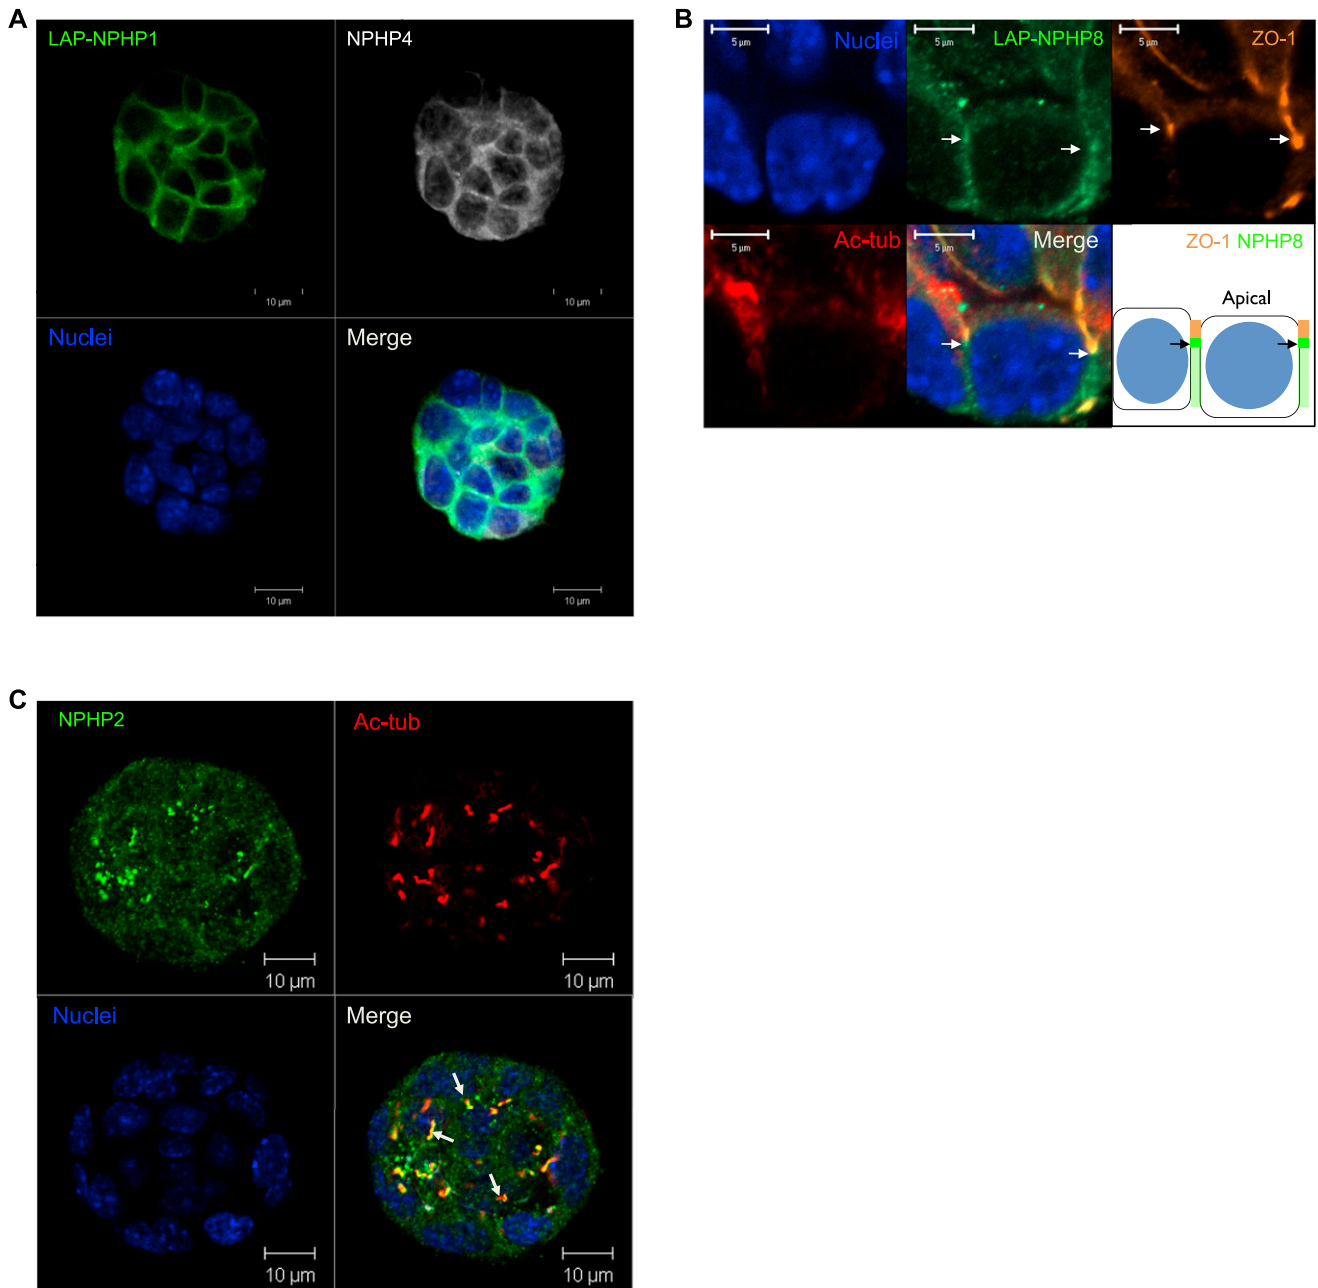 A
LAP-NPHP1
NPHP4
10 µm
10 µm
Nuclei
Merge
10 µm
10 µm
B
5 µm
Nuclei
5 µm
LAP-NPHP8
5 µm
ZO-1
5 µm
Ac-tub
5 µm
Merge
ZO-1 NPHP8
Apical
C
NPHP2
Ac-tub
10 µm
10 µm
Nuclei
Merge
10 µm
10 µm